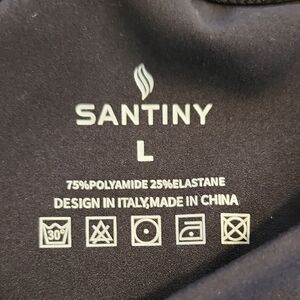 SANTINY
L
75%POLYAMIDE 25%ELASTANE
DESIGN IN ITALY,MADE IN CHINA
30°